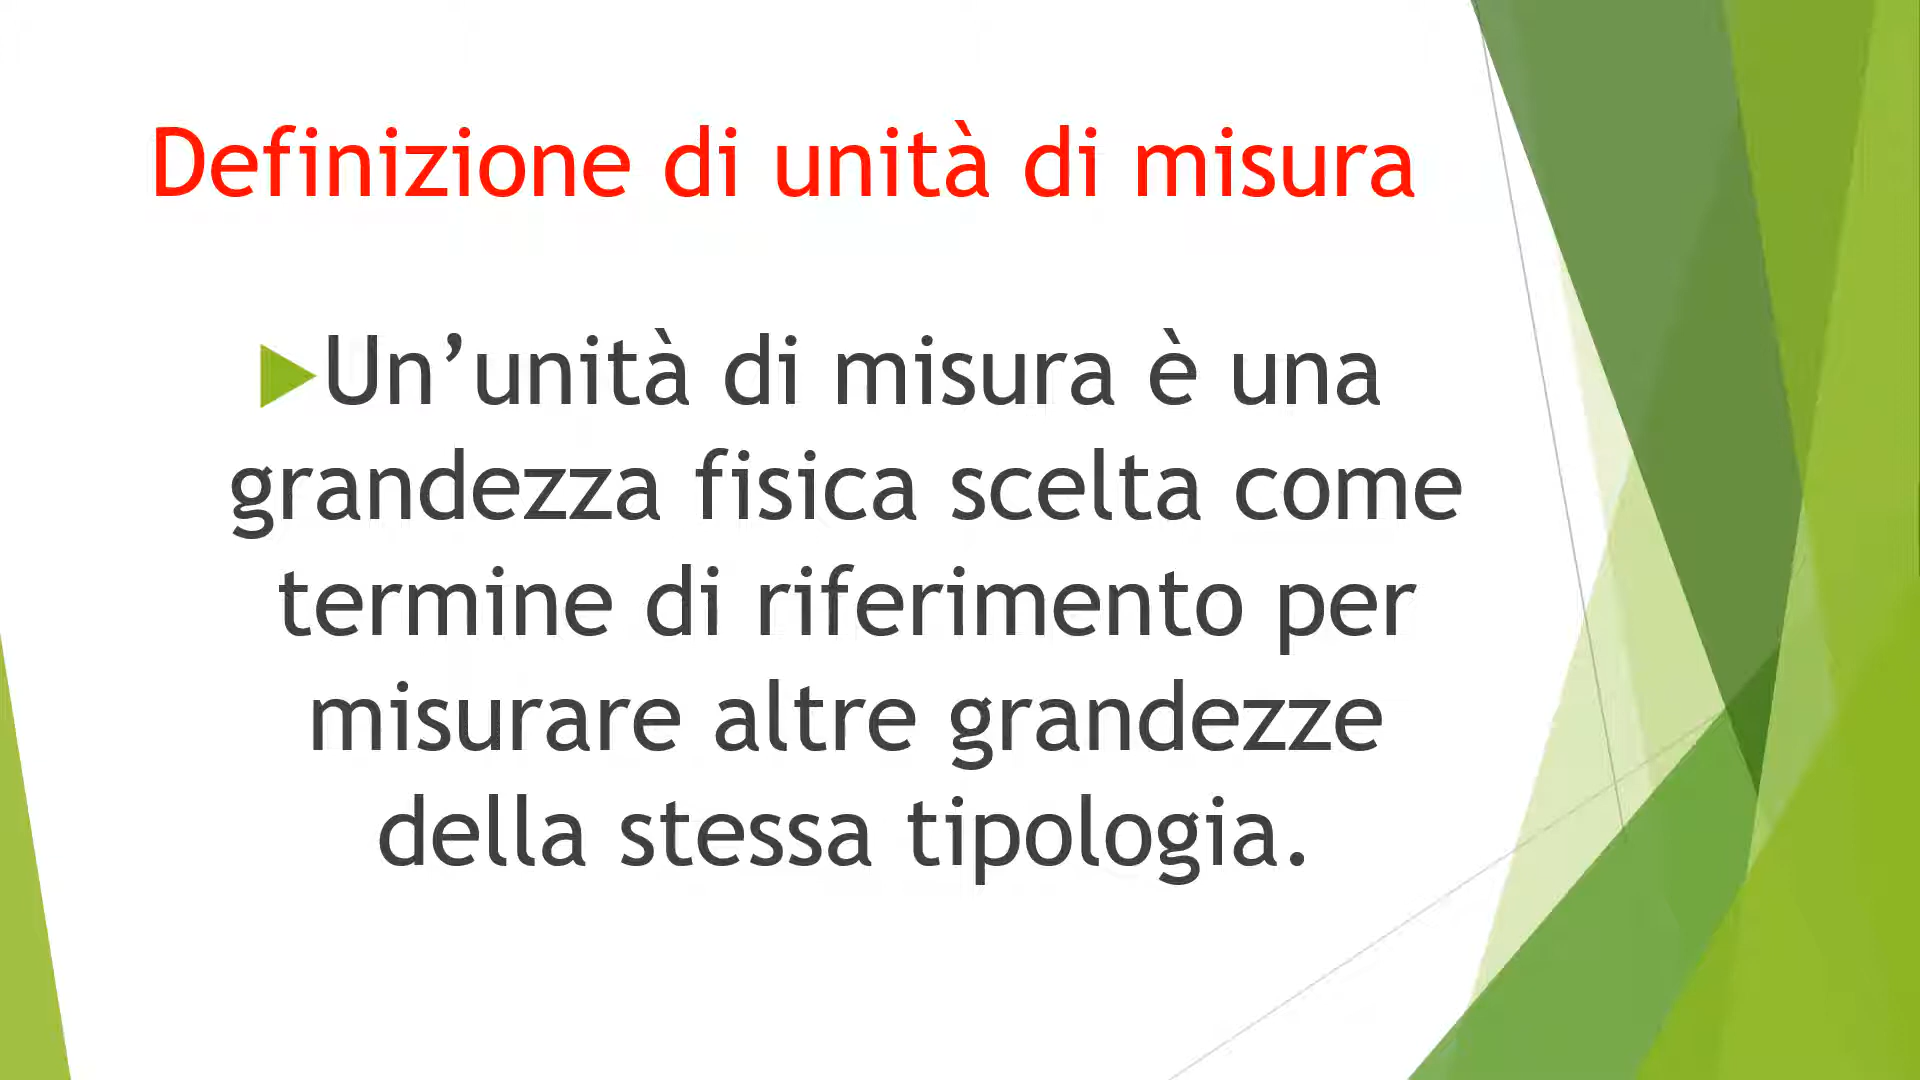 Definizione di unità di misura
Un’unità di misura è una
grandezza fisica scelta come
termine di riferimento per
misurare altre grandezze
della stessa tipologia.